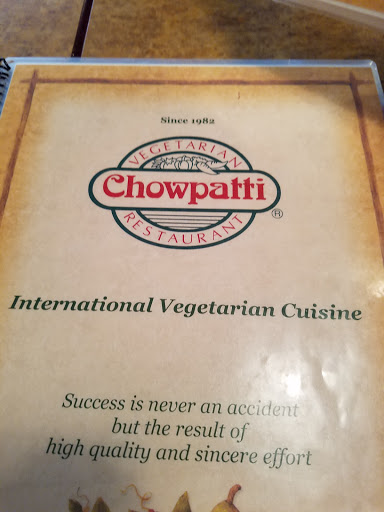 Since 1982
VEGETARIAN
Chowpatti
RESTAURANT
®
International Vegetarian Cuisine
Success is never an accident
but the result of
high quality and sincere effort